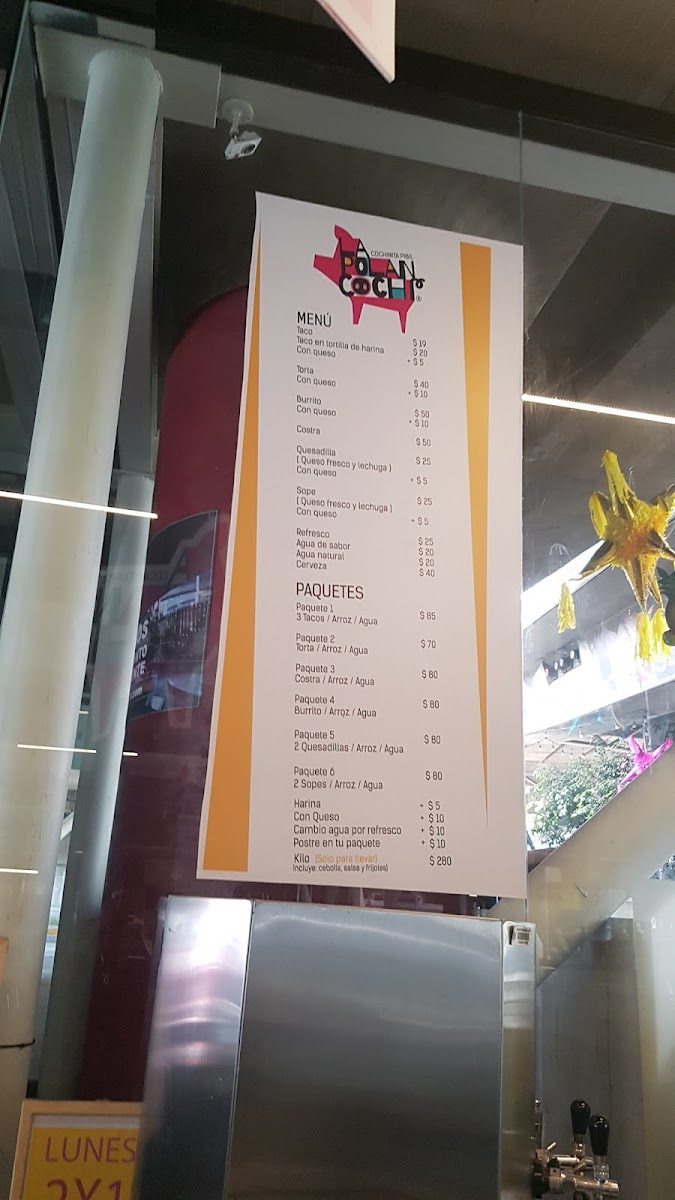 COCHINITA PIBIL
LA
POLAIN
COCHI®
MENÚ
Taco $ 19
Taco en tortilla de harina $ 20
Con queso + $ 5
Torta $ 40
Con queso + $ 10
Burrito $ 50
Con queso + $ 10
Costra $ 50
Quesadilla $ 25
( Queso fresco y lechuga )
Con queso + $ 5
Sope $ 25
( Queso fresco y lechuga )
Con queso + $ 5
Refresco $ 25
Agua de sabor $ 20
Agua natural $ 20
Cerveza $ 40
PAQUETES
Paquete 1
3 Tacos / Arroz / Agua $ 85
Paquete 2
Torta / Arroz / Agua $ 70
Paquete 3
Costra / Arroz / Agua $ 80
Paquete 4
Burrito / Arroz / Agua $ 80
Paquete 5
2 Quesadillas / Arroz / Agua $ 80
Paquete 6
2 Sopes / Arroz / Agua $ 80
Harina + $ 5
Con Queso + $ 10
Cambio agua por refresco + $ 10
Postre en tu paquete + $ 10
Kilo (Sólo para llevar) $ 280
Incluye: cebolla, salsa y frijoles)
LUNES
2X1